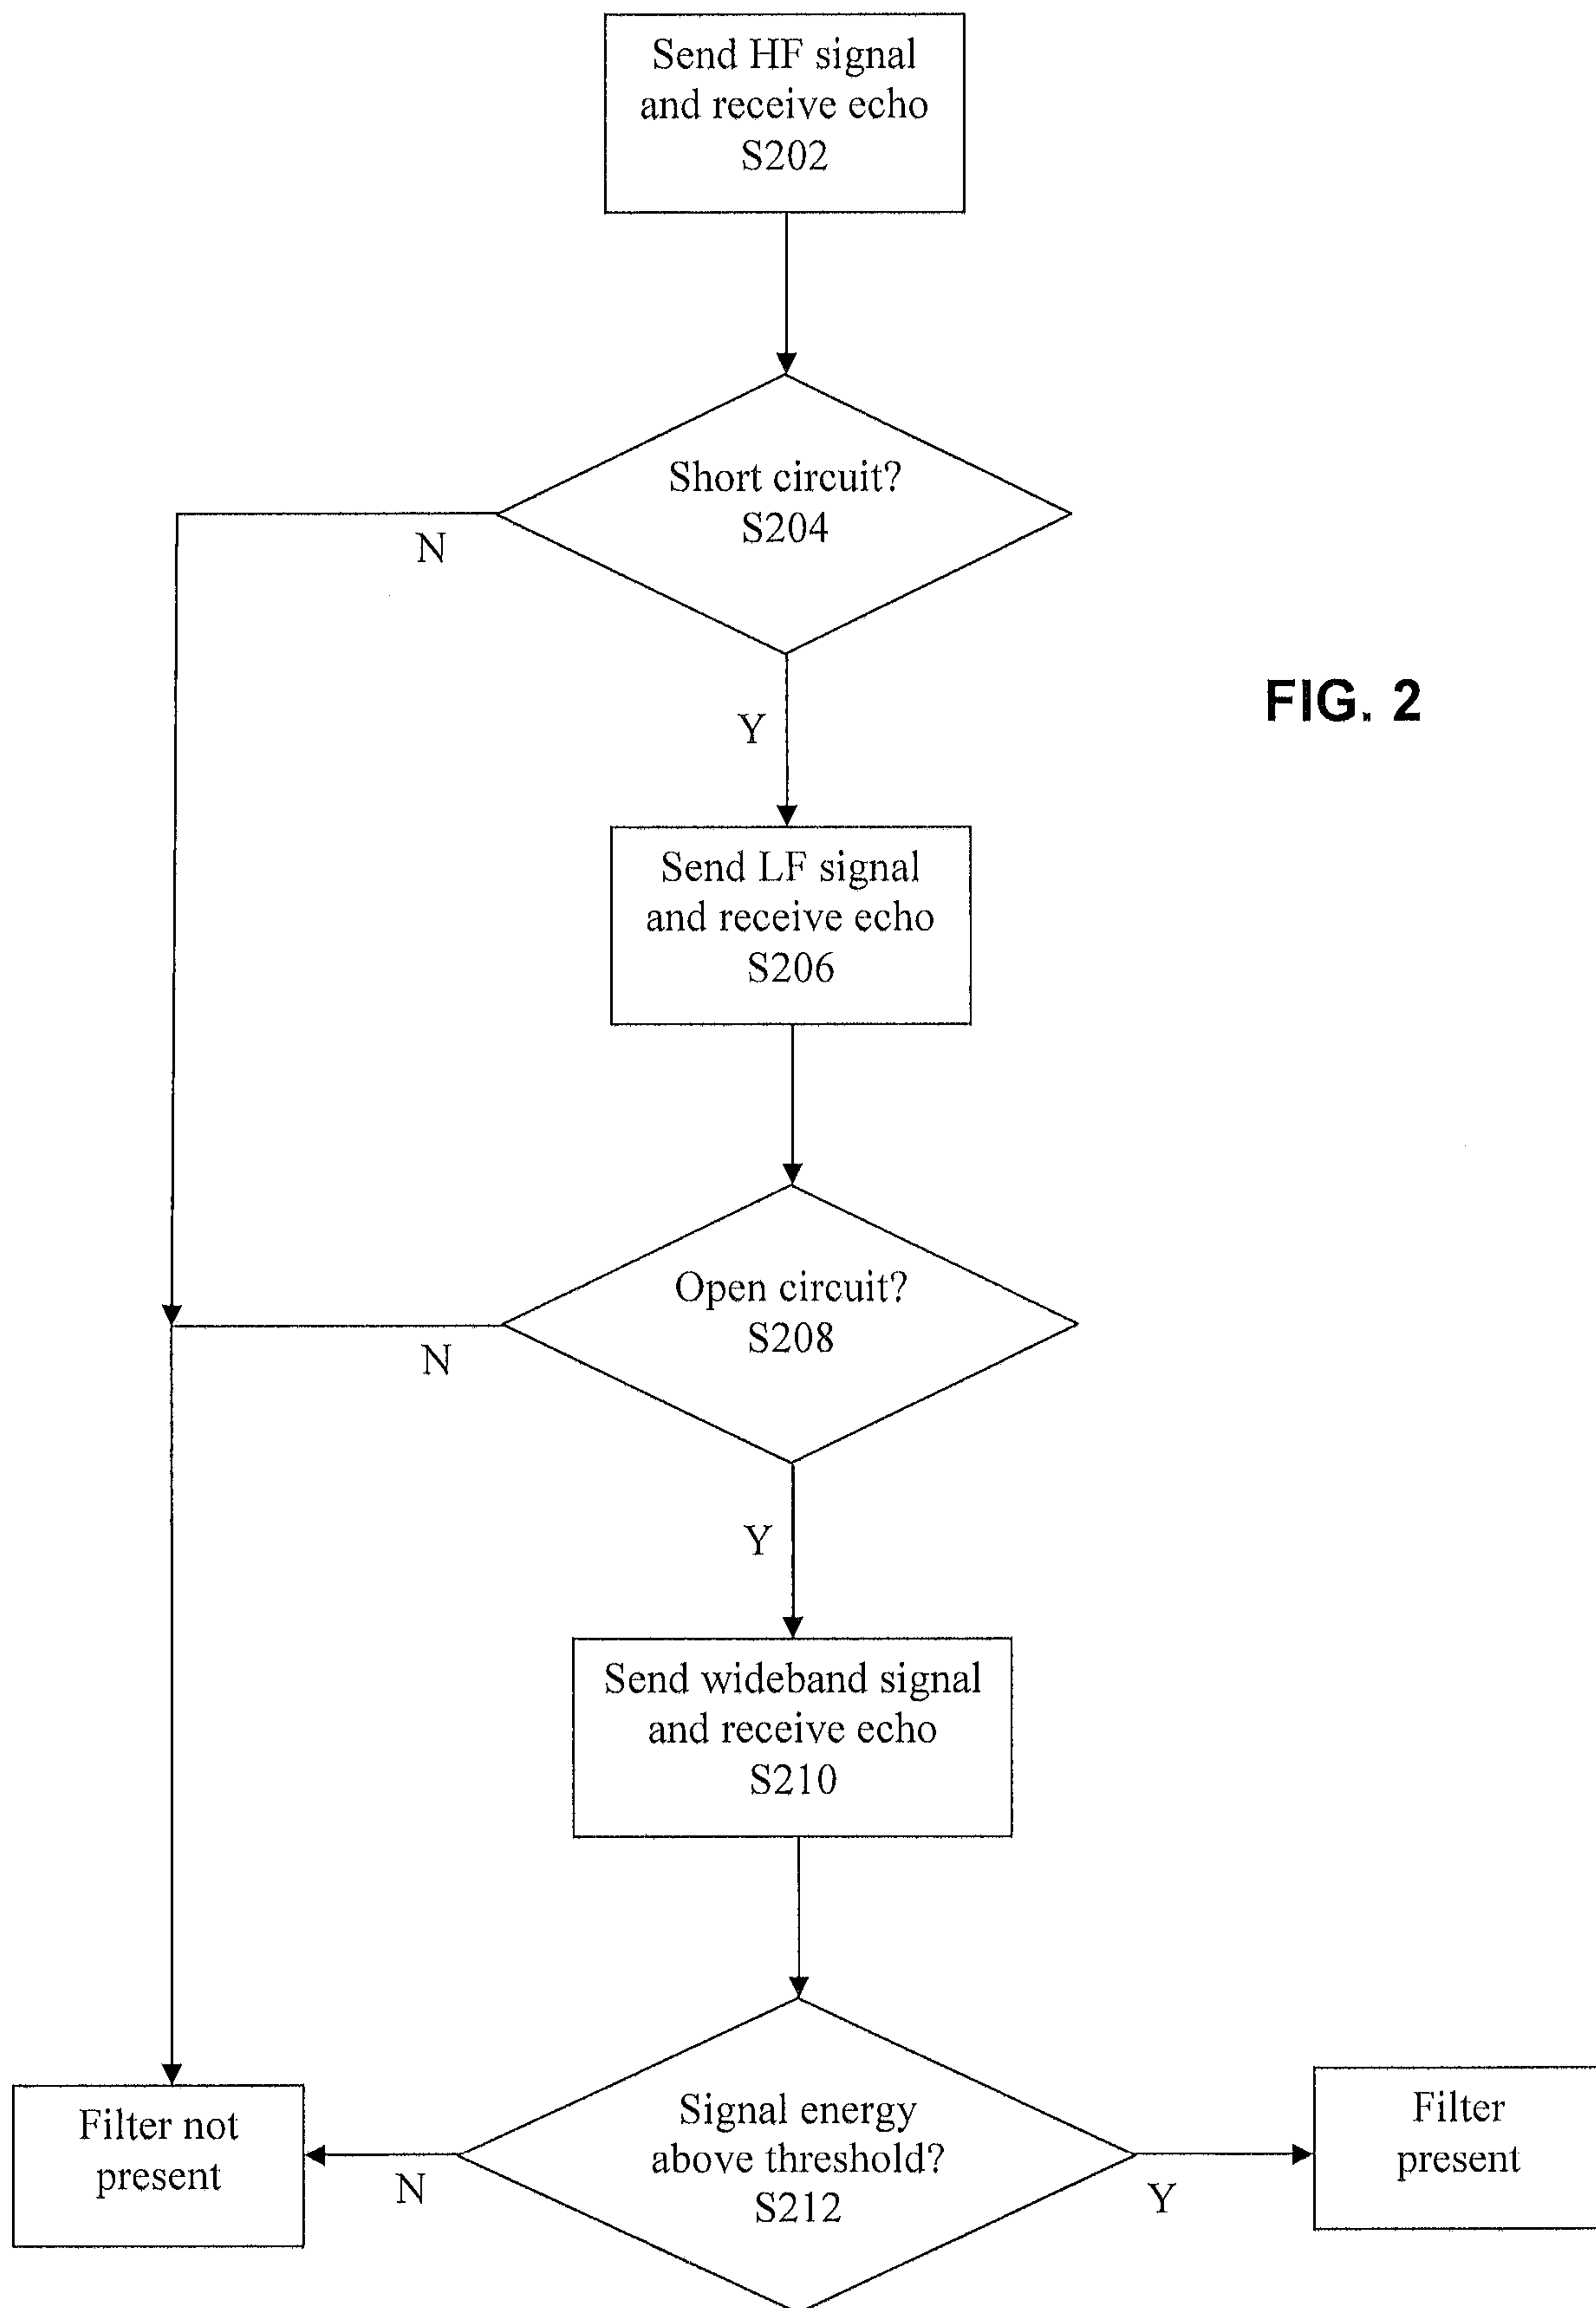 Send HF signal
and receive echo
S202
Short circuit?
S204
N
Y
FIG. 2
Send LF signal
and receive echo
S206
Open circuit?
S208
N
Y
Send wideband signal
and receive echo
S210
Signal energy
above threshold?
S212
N
Y
Filter not
present
Filter
present